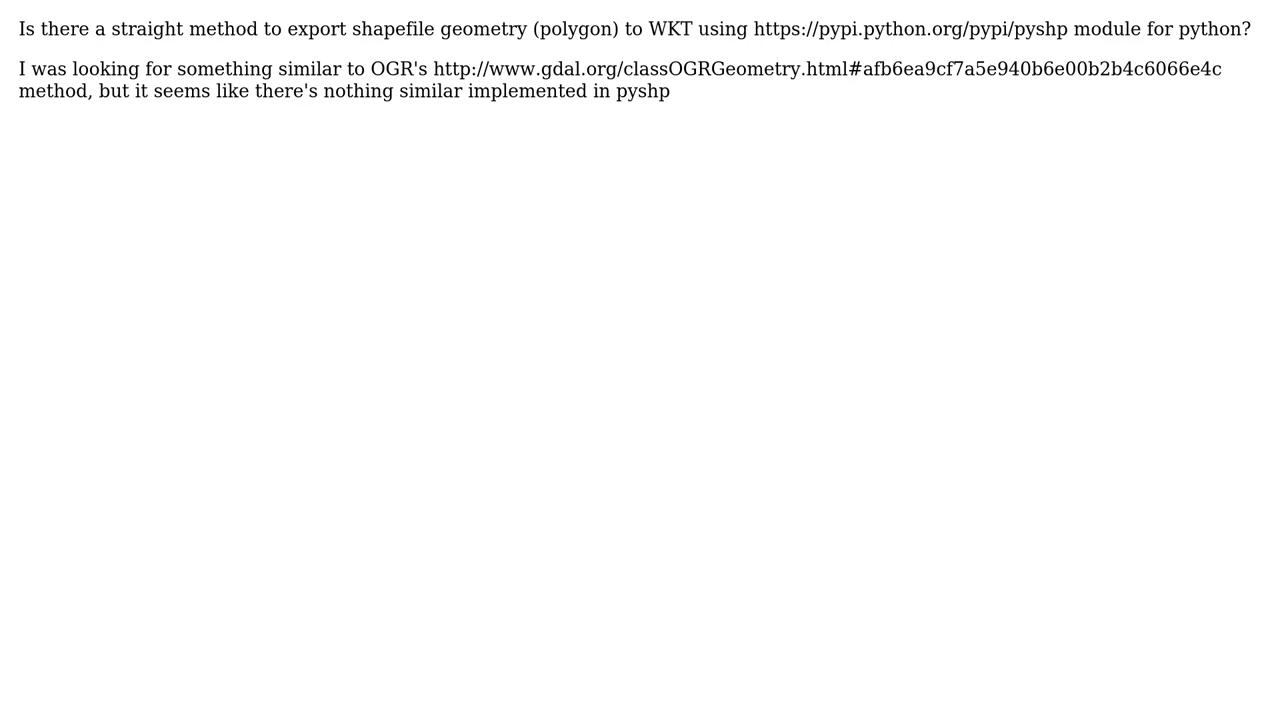 Is there a straight method to export shapefile geometry (polygon) to WKT using https://pypi.python.org/pypi/pyshp module for python?
I was looking for something similar to OGR's http://www.gdal.org/classOGRGeometry.html#afb6ea9cf7a5e940b6e00b2b4c6066e4c
method, but it seems like there's nothing similar implemented in pyshp